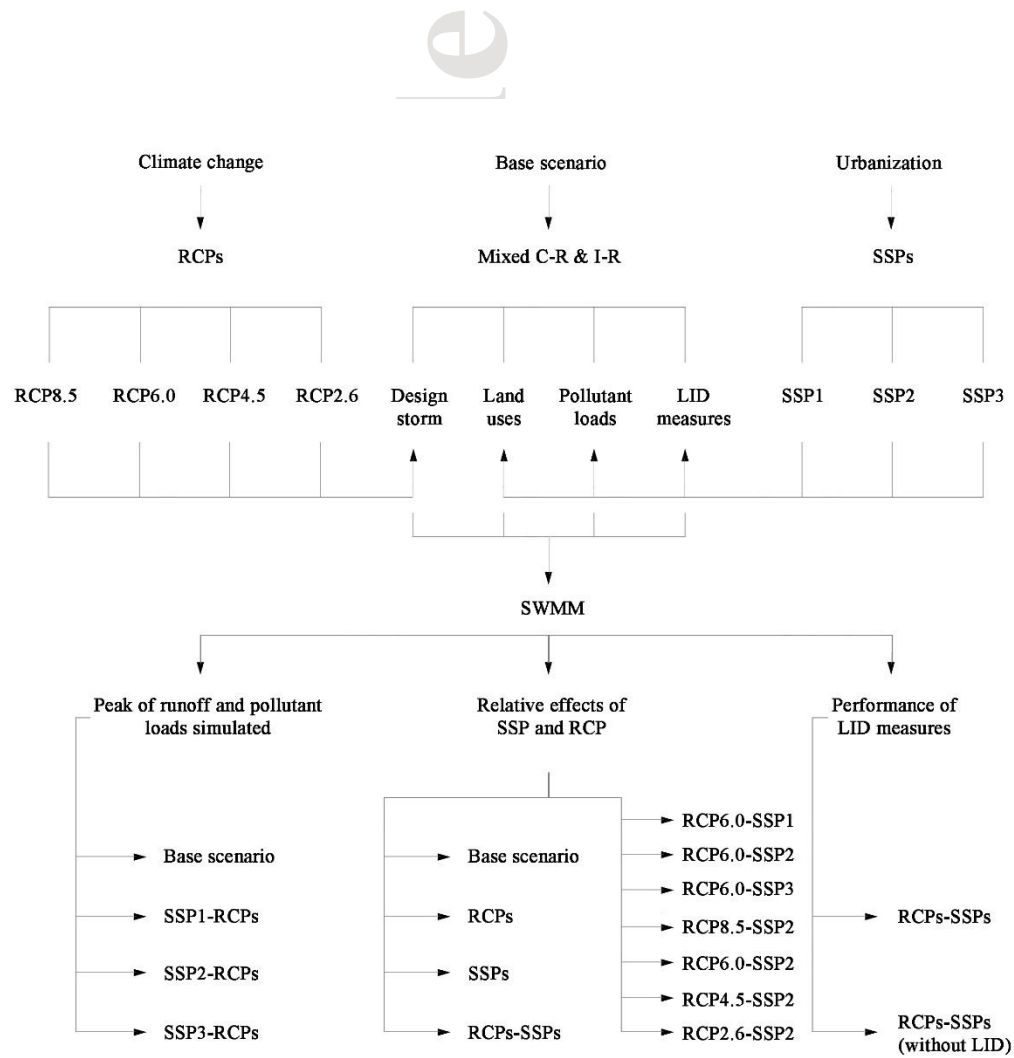 le
Climate change
Base scenario
Urbanization
RCPs
Mixed C-R & I-R
SSPs
RCP8.5
RCP6.0
RCP4.5
RCP2.6
Design
storm
Land
uses
Pollutant
loads
LID
measures
SSP1
SSP2
SSP3
SWMM
Peak of runoff and pollutant
loads simulated
Relative effects of
SSP and RCP
Performance of
LID measures
Base scenario
SSP1-RCPs
SSP2-RCPs
SSP3-RCPs
Base scenario
RCPs
SSPs
RCPs-SSPs
RCP6.0-SSP1
RCP6.0-SSP2
RCP6.0-SSP3
RCP8.5-SSP2
RCP6.0-SSP2
RCP4.5-SSP2
RCP2.6-SSP2
RCPs-SSPs
RCPs-SSPs
(without LID)